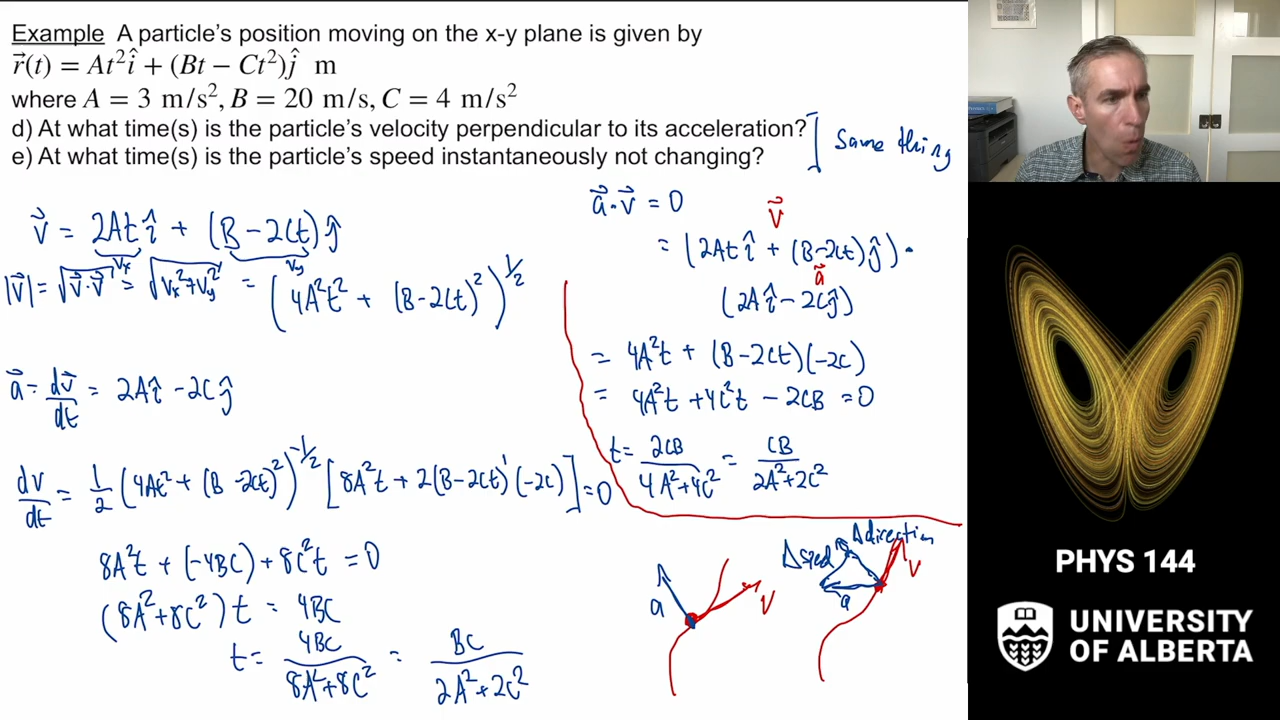 Example A particle's position moving on the x-y plane is given by
r⃗(t) = At²î + (Bt − Ct²)ĵ m
where A = 3 m/s², B = 20 m/s, C = 4 m/s²
d) At what time(s) is the particle's velocity perpendicular to its acceleration?
e) At what time(s) is the particle's speed instantaneously not changing?
] Same thing
v⃗ = 2At î + (B − 2Ct) ĵ
vx vy
|v⃗| = √(v⃗·v⃗) = √(vx² + vy²) = (4A²t² + (B − 2Ct)²)^1/2
a⃗ = dv⃗/dt = 2A î − 2C ĵ
dv/dt = 1/2 (4At² + (B − 2Ct)²)^−1/2 [8A²t + 2(B − 2Ct)¹(−2C)] = 0
8A²t + (−4BC) + 8C²t = 0
(8A² + 8C²) t = 4BC
t = 4BC/(8A² + 8C²) = BC/(2A² + 2C²)
a⃗·v⃗ = 0
v⃗
= (2At î + (B − 2Ct) ĵ) •
a⃗
(2A î − 2C ĵ)
= 4A²t + (B − 2Ct)(−2C)
= 4A²t + 4C²t − 2CB = 0
t = 2CB/(4A² + 4C²) = CB/(2A² + 2C²)
a v
Δspeed Δdirection
a v
PHYS 144
UNIVERSITY
OF ALBERTA